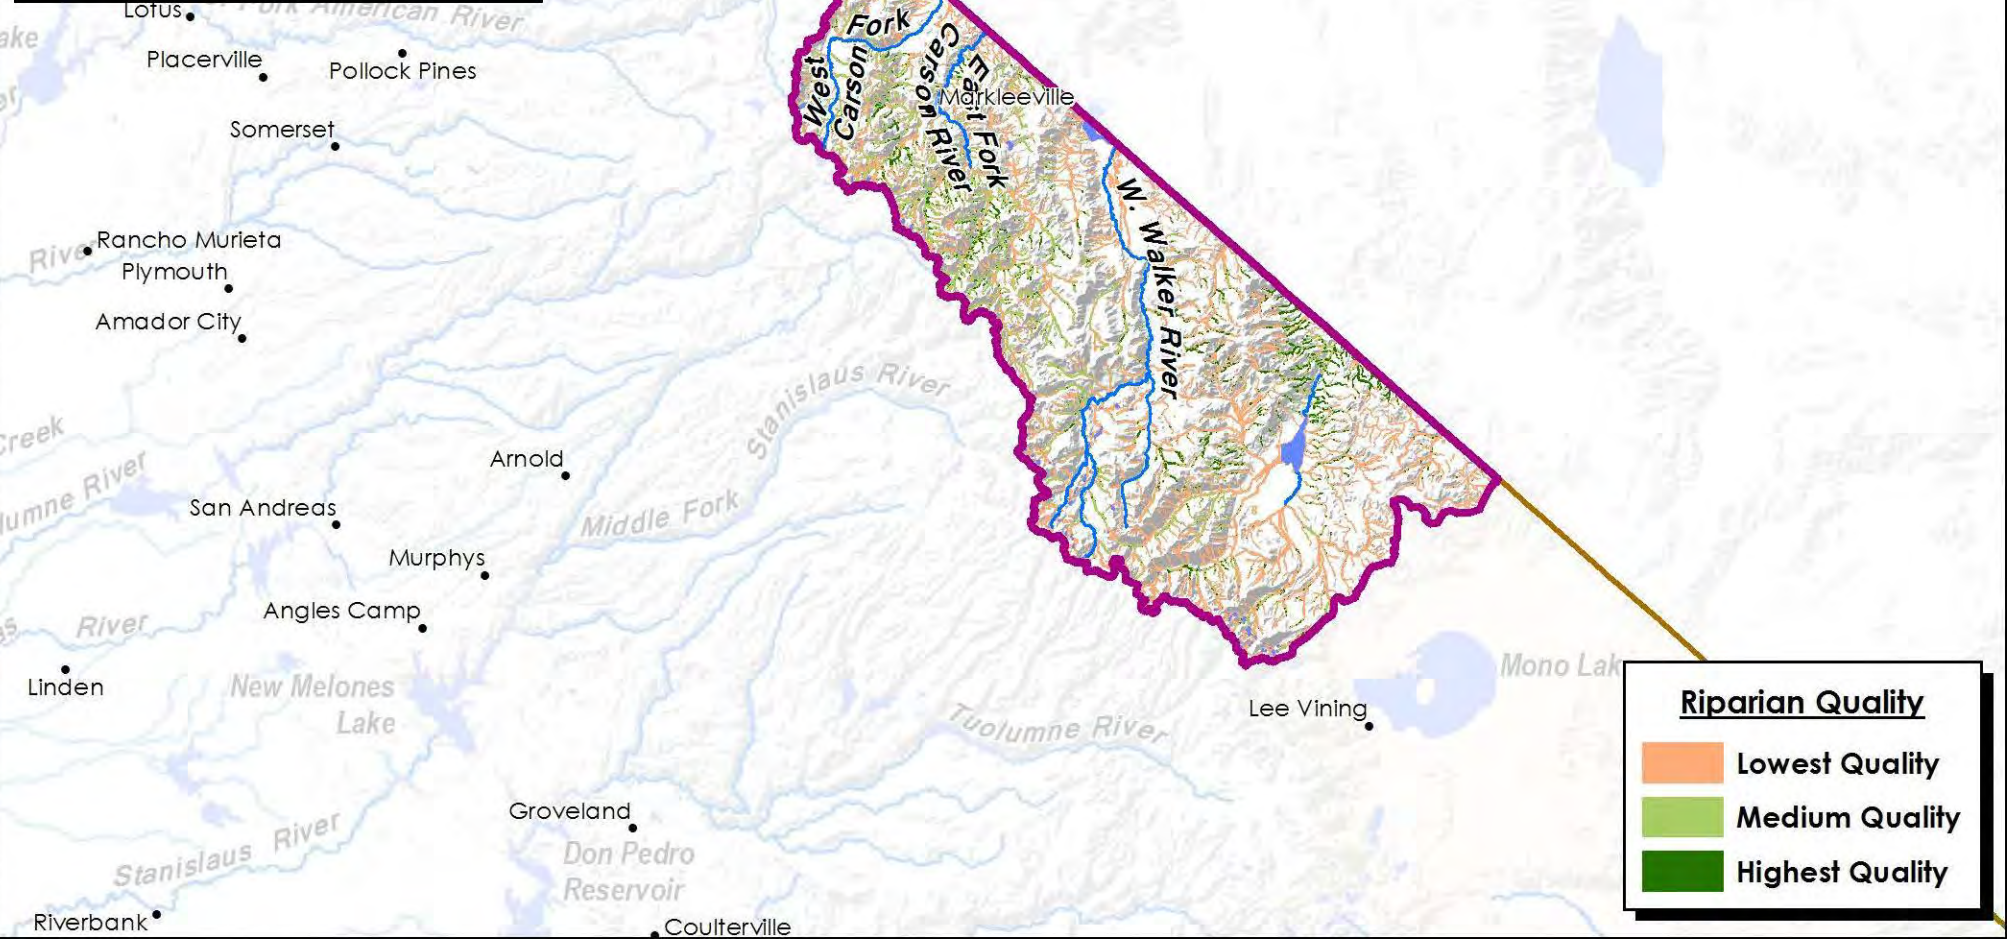 Lotus
Fork American River
Placerville
Pollock Pines
Somerset
River
Rancho Murieta
Plymouth
Amador City
Creek
River
Arnold
San Andreas
Murphys
Angles Camp
River
Linden
New Melones
Lake
Stanislaus River
Middle Fork
Stanislaus River
Riverbank
Groveland
Don Pedro
Reservoir
Coulterville
Tuolumne River
West Fork
Carson
East Fork
Carson River
Markleeville
W. Walker River
Lee Vining
Mono Lak
Riparian Quality
Lowest Quality
Medium Quality
Highest Quality